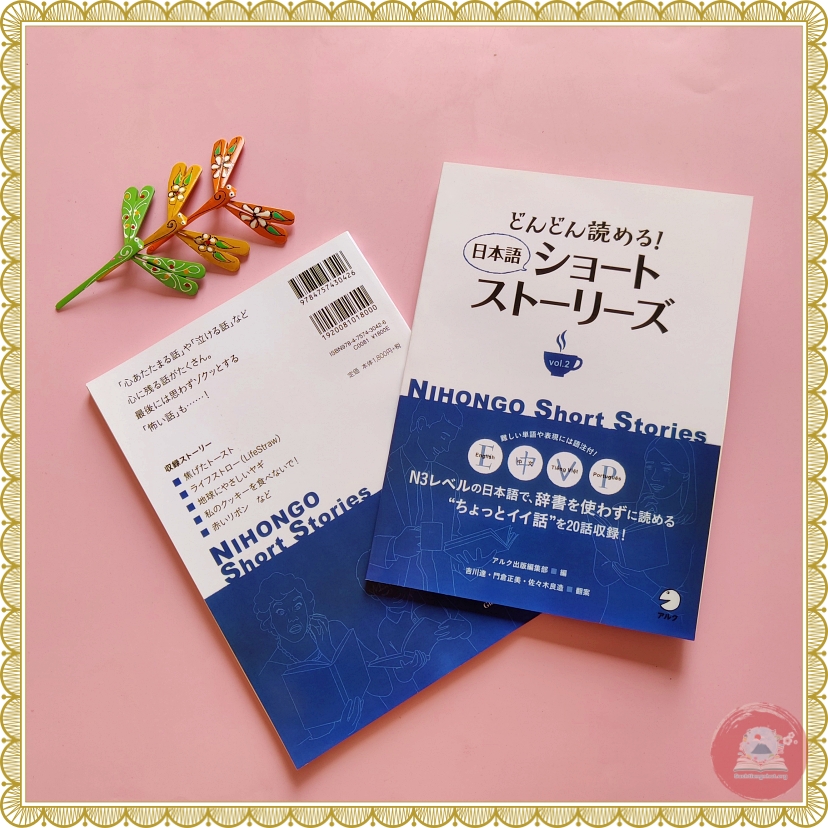 どんどん読める!
日本語
ショート
ストーリーズ
vol.2
NIHONGO Short Stories
難しい単語や表現には語注付!
E English
中 中文
V Tiếng Việt
P Português
N3レベルの日本語で、辞書を使わずに読める
“ちょっとイイ話”を20話収録!
アルク出版編集部 ■ 編
吉川達・門倉正美・佐々木良造 ■ 翻案
アルク
9784757430426
1920081018000
ISBN978-4-7574-3042-6
C0081 ¥1800E
定価 本体1,800円+税
「心あたたまる話」や「泣ける話」など
心に残る話がたくさん。
最後には思わずゾクッとする
「怖い話」も……!
収録ストーリー
■ 焦げたトースト
■ ライフストロー(LifeStraw)
■ 地球にやさしいヤギ
■ 私のクッキーを食べないで!
■ 赤いリボン など
NIHONGO
Short Stories